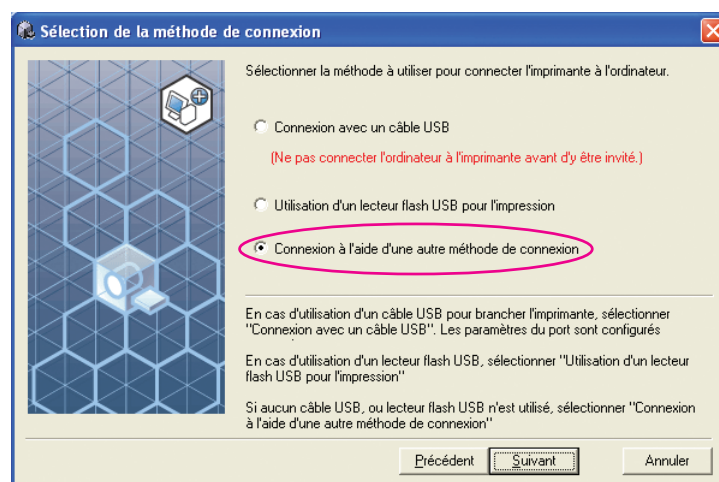 Sélection de la méthode de connexion
Sélectionner la méthode à utiliser pour connecter l'imprimante à l'ordinateur.
Connexion avec un câble USB
(Ne pas connecter l'ordinateur à l'imprimante avant d'y être invité.)
Utilisation d'un lecteur flash USB pour l'impression
Connexion à l'aide d'une autre méthode de connexion
En cas d'utilisation d'un câble USB pour brancher l'imprimante, sélectionner
"Connexion avec un câble USB". Les paramètres du port sont configurés
En cas d'utilisation d'un lecteur flash USB, sélectionner "Utilisation d'un lecteur
flash USB pour l'impression"
Si aucun câble USB, ou lecteur flash USB n'est utilisé, sélectionner "Connexion
à l'aide d'une autre méthode de connexion"
Précédent Suivant Annuler